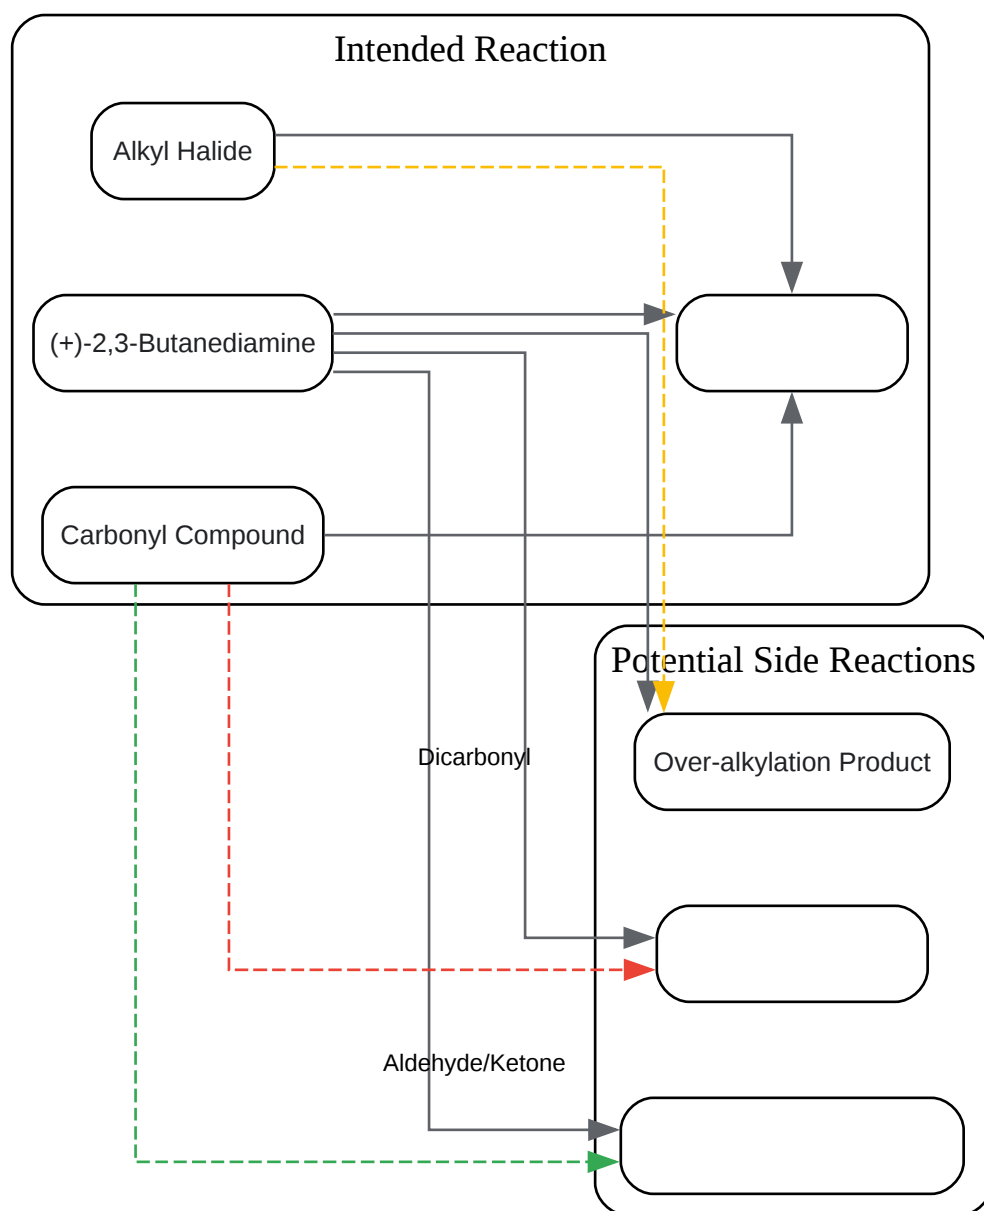 Intended Reaction
Alkyl Halide
(+)-2,3-Butanediamine
Carbonyl Compound
Potential Side Reactions
Dicarbonyl
Over-alkylation Product
Aldehyde/Ketone